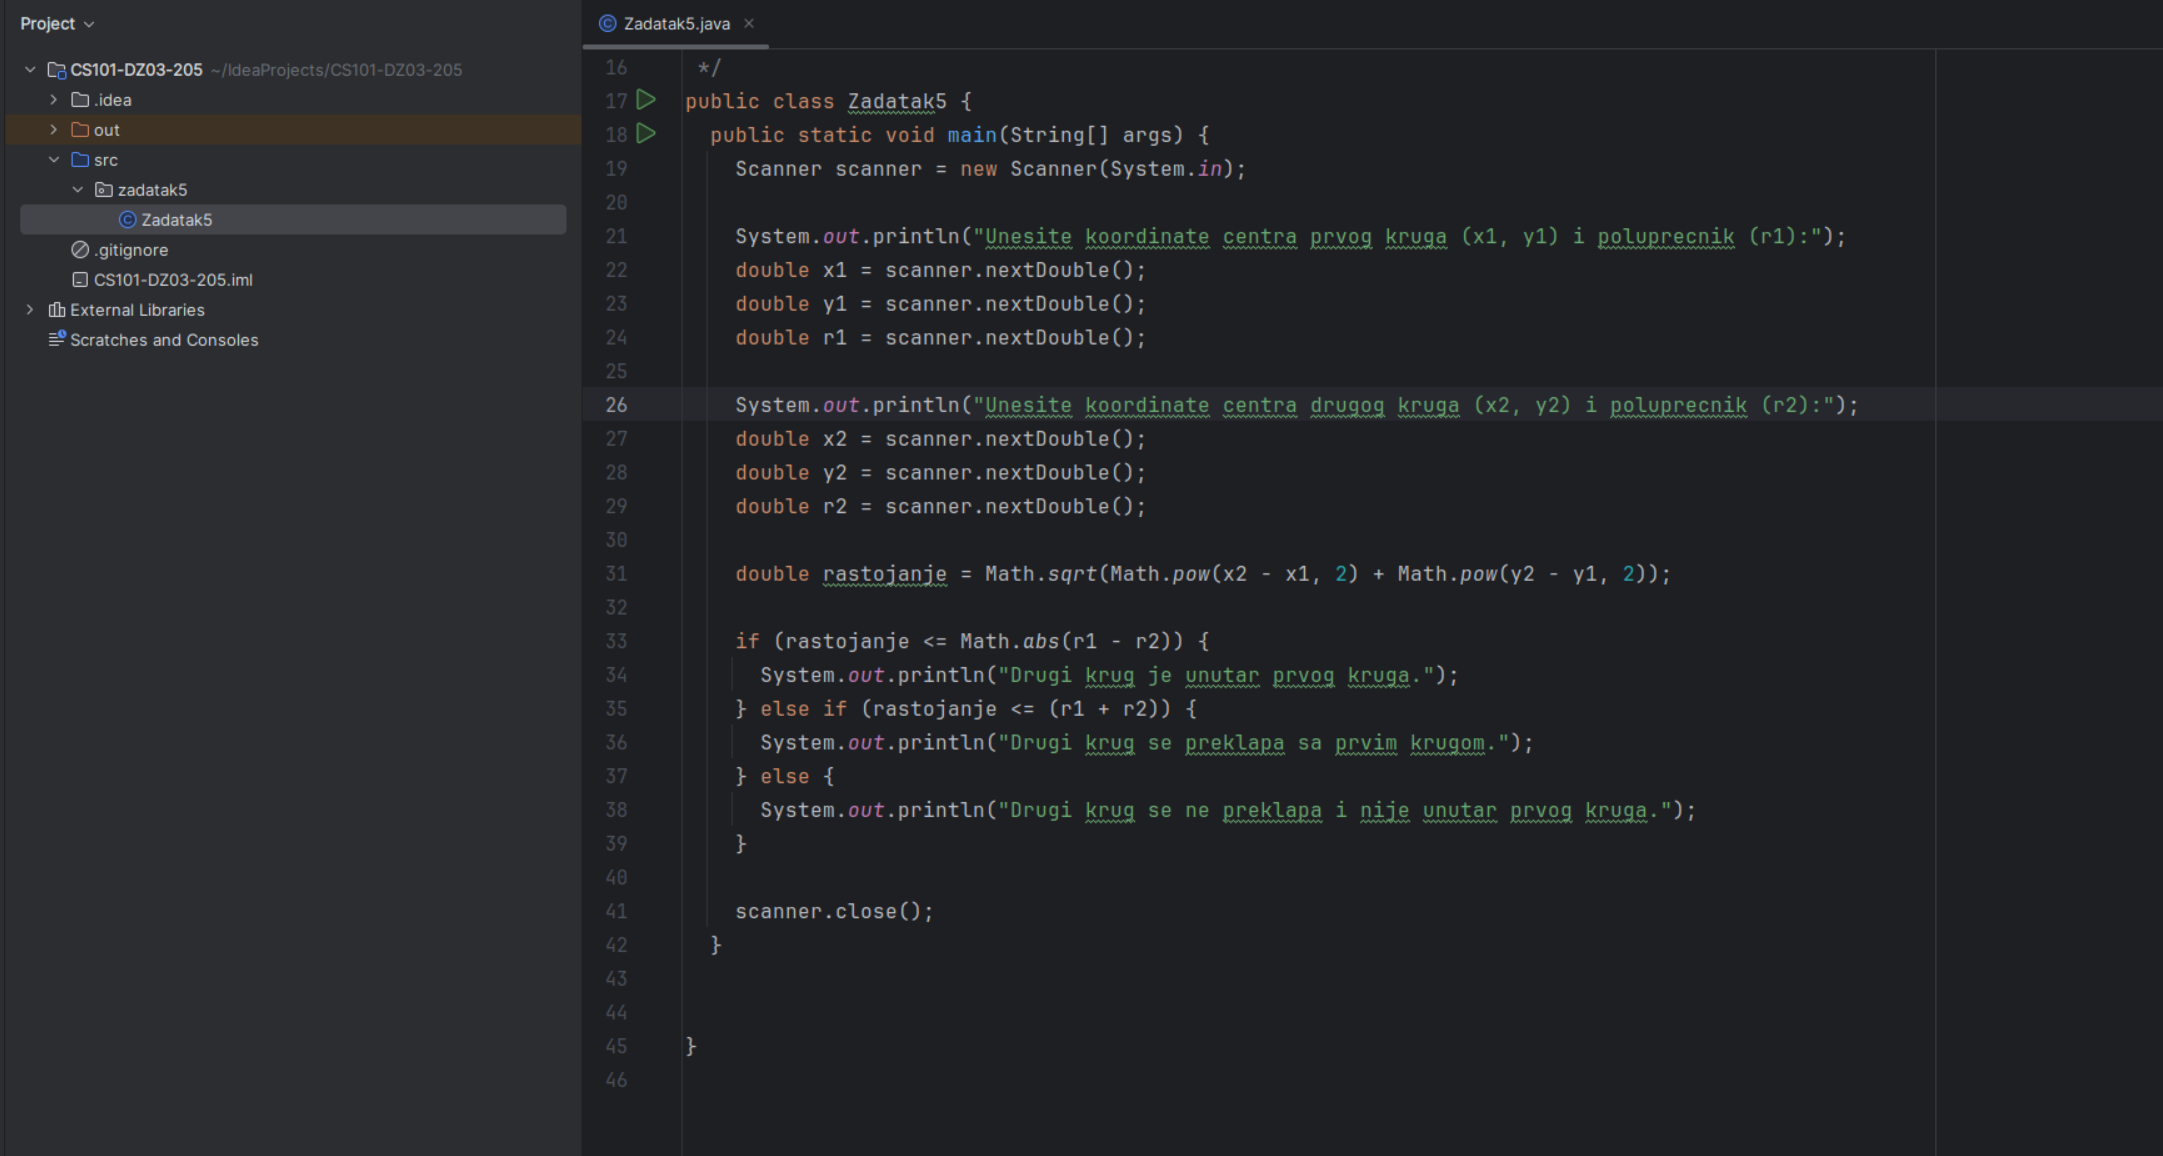 Project
CS101-DZ03-205 ~/IdeaProjects/CS101-DZ03-205
.idea
out
src
zadatak5
Zadatak5
.gitignore
CS101-DZ03-205.iml
External Libraries
Scratches and Consoles
Zadatak5.java
16 */
17 public class Zadatak5 {
18 public static void main(String[] args) {
19 Scanner scanner = new Scanner(System.in);
20
21 System.out.println("Unesite koordinate centra prvog kruga (x1, y1) i poluprecnik (r1):");
22 double x1 = scanner.nextDouble();
23 double y1 = scanner.nextDouble();
24 double r1 = scanner.nextDouble();
25
26 System.out.println("Unesite koordinate centra drugog kruga (x2, y2) i poluprecnik (r2):");
27 double x2 = scanner.nextDouble();
28 double y2 = scanner.nextDouble();
29 double r2 = scanner.nextDouble();
30
31 double rastojanje = Math.sqrt(Math.pow(x2 - x1, 2) + Math.pow(y2 - y1, 2));
32
33 if (rastojanje <= Math.abs(r1 - r2)) {
34 System.out.println("Drugi krug je unutar prvog kruga.");
35 } else if (rastojanje <= (r1 + r2)) {
36 System.out.println("Drugi krug se preklapa sa prvim krugom.");
37 } else {
38 System.out.println("Drugi krug se ne preklapa i nije unutar prvog kruga.");
39 }
40
41 scanner.close();
42 }
43
44
45 }
46